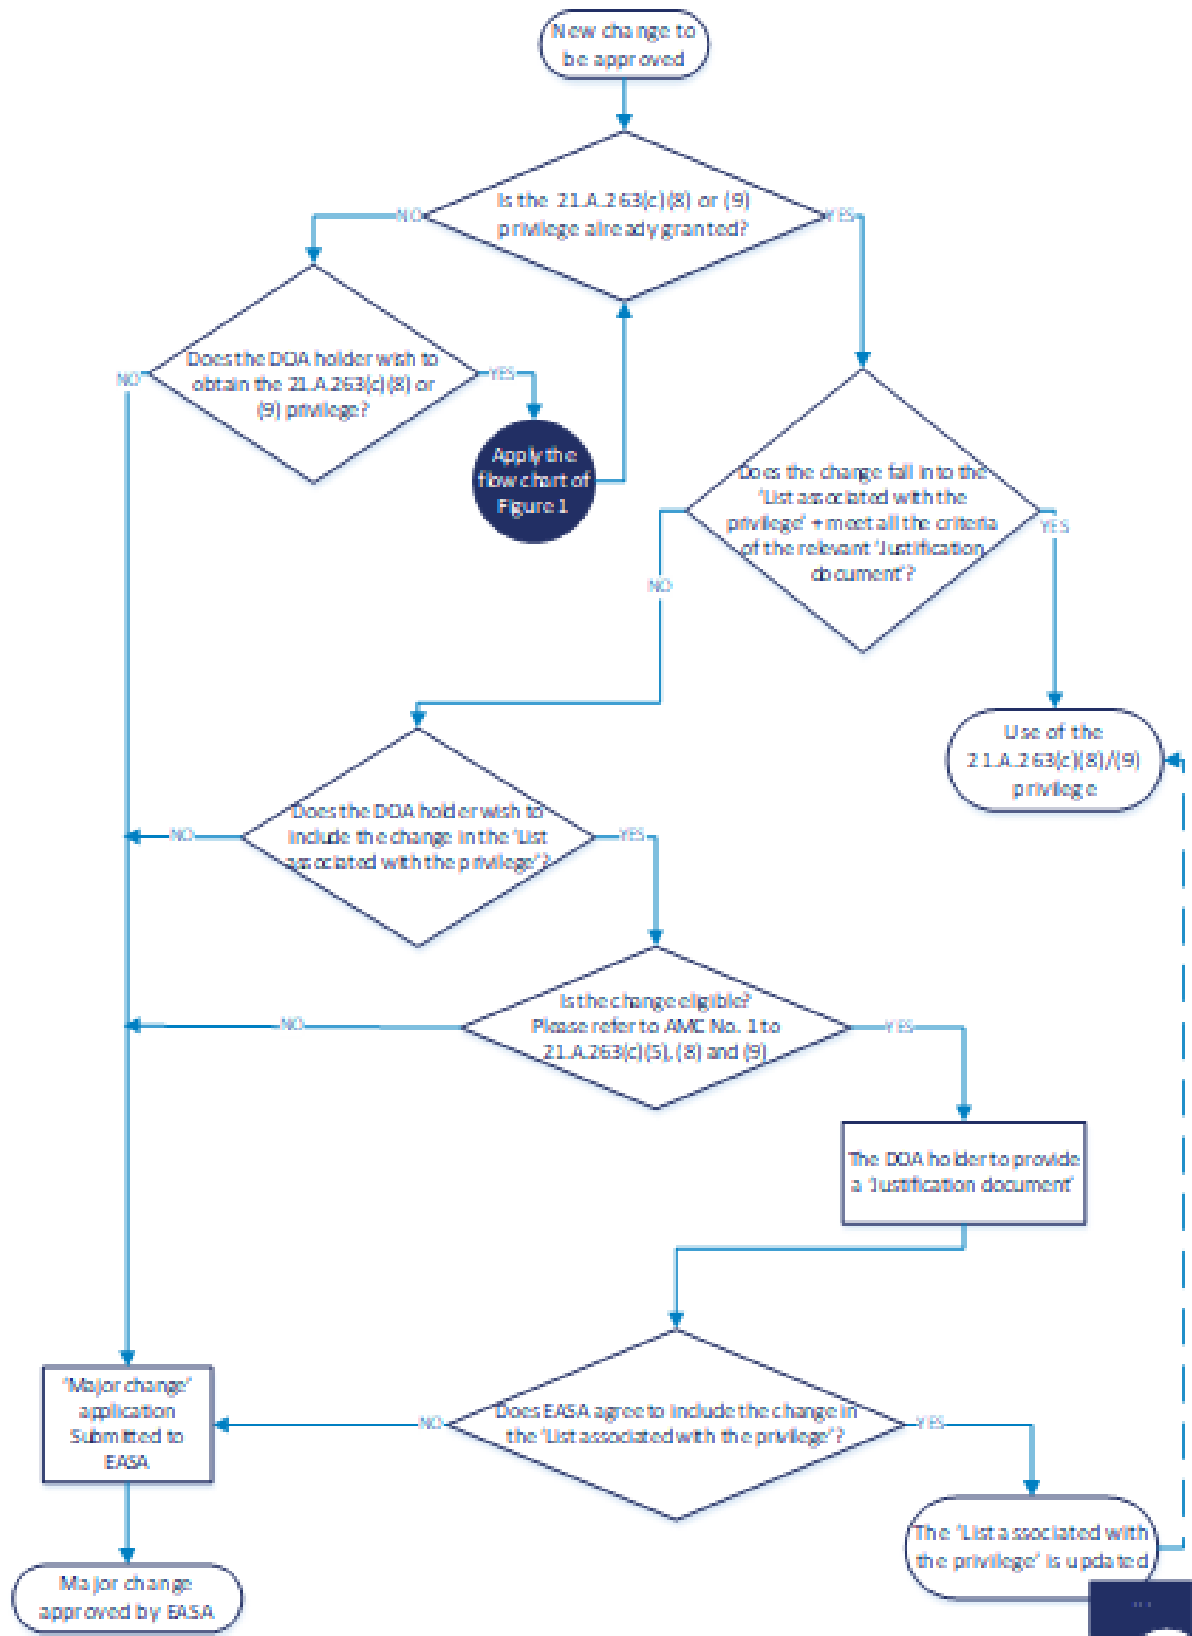 New change to
be approved
Is the 21.A.263(c)(8) or (9)
privilege already granted?
NO
YES
Does the DOA holder wish to
obtain the 21.A.263(c)(8) or
(9) privilege?
NO
YES
Apply the
flow chart of
Figure 1
Does the change fall into the
'List associated with the
privilege' + meet all the criteria
of the relevant 'Justification
document'?
NO
YES
Use of the
21.A.263(c)(8)/(9)
privilege
Does the DOA holder wish to
include the change in the 'List
associated with the privilege'?
NO
YES
Is the change eligible?
Please refer to AMC No. 1 to
21.A.263(c)(5), (8) and (9)
NO
YES
The DOA holder to provide
a 'Justification document'
Does EASA agree to include the change in
the 'List associated with the privilege'?
NO
YES
'Major change'
application
Submitted to
EASA
The 'List associated with
the privilege' is updated
Major change
approved by EASA